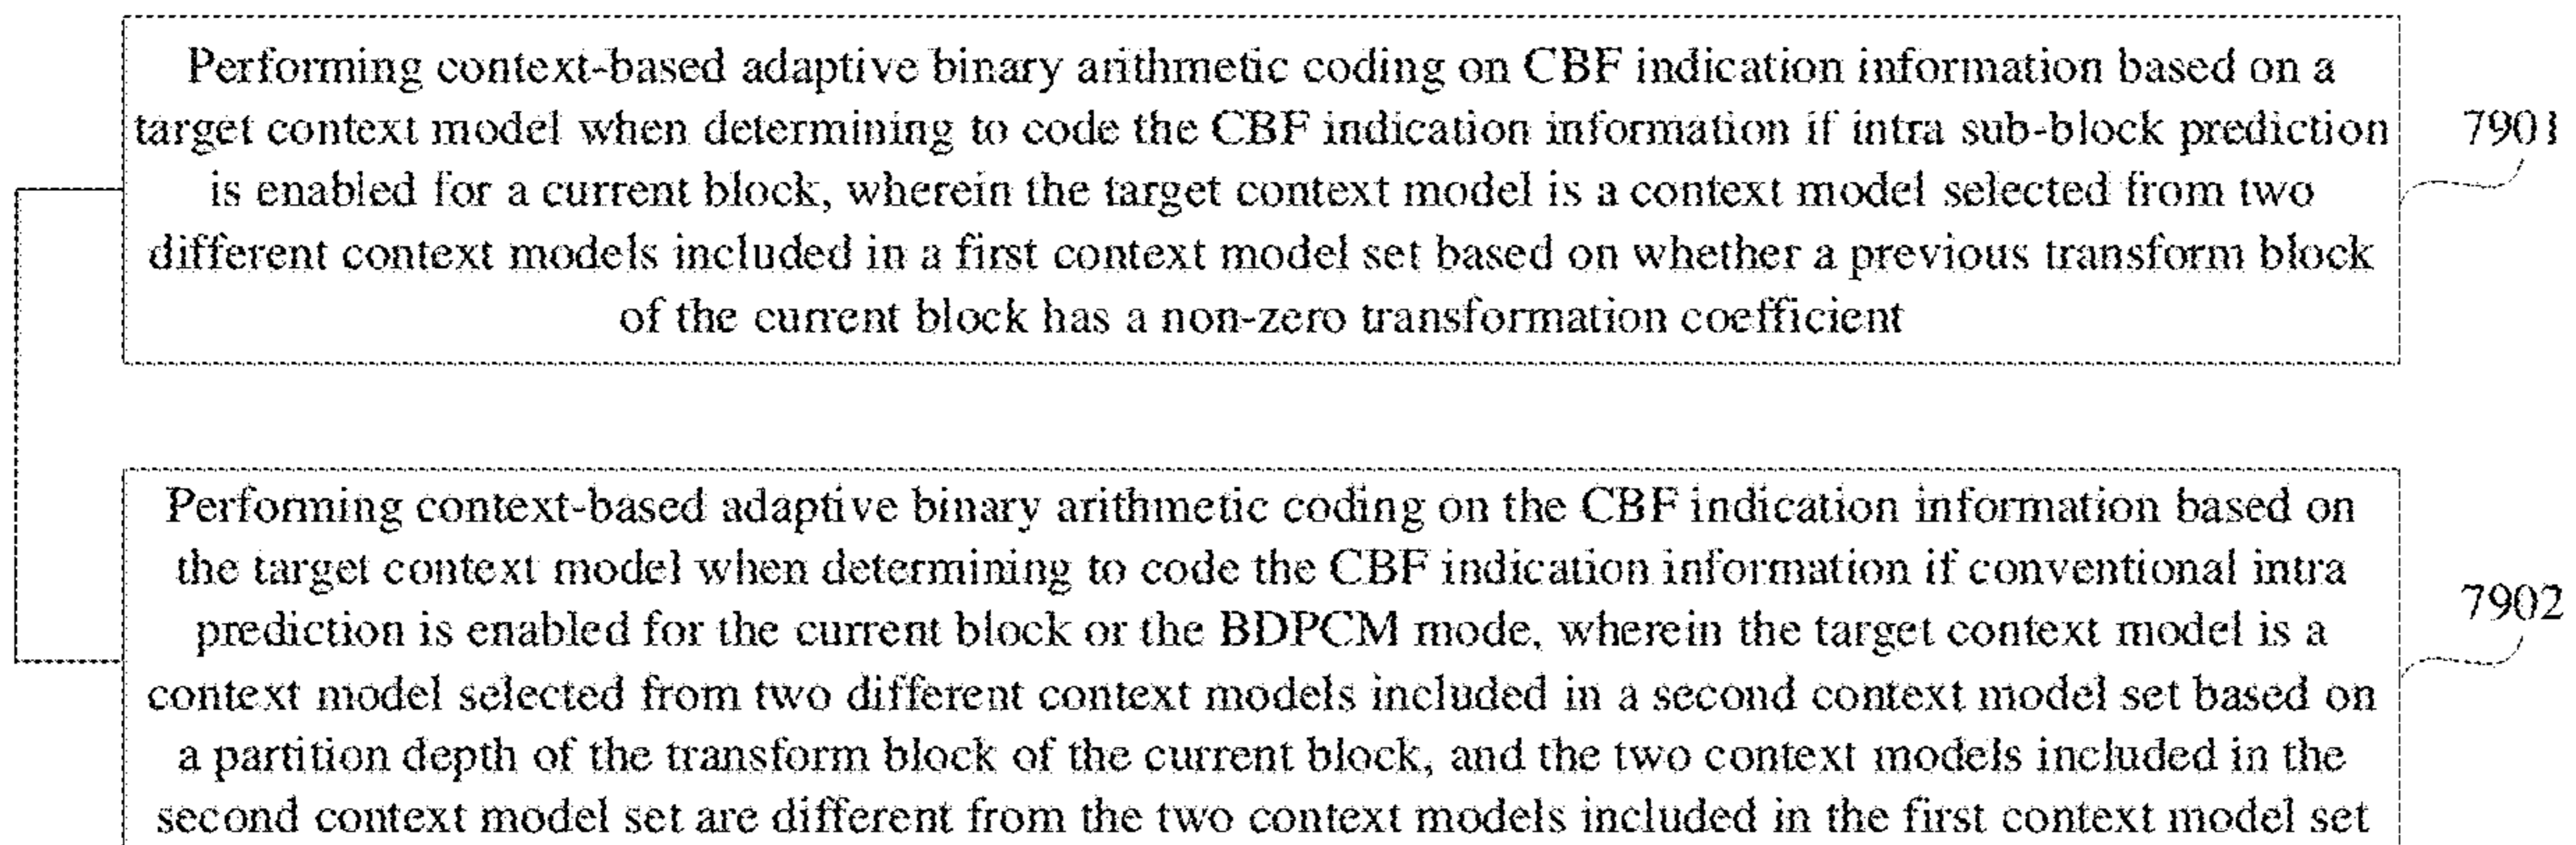 Performing context-based adaptive binary arithmetic coding on CBF indication information based on a
target context model when determining to code the CBF indication information if intra sub-block prediction
is enabled for a current block, wherein the target context model is a context model selected from two
different context models included in a first context model set based on whether a previous transform block
of the current block has a non-zero transformation coefficient
7901
Performing context-based adaptive binary arithmetic coding on the CBF indication information based on
the target context model when determining to code the CBF indication information if conventional intra
prediction is enabled for the current block or the BDPCM mode, wherein the target context model is a
context model selected from two different context models included in a second context model set based on
a partition depth of the transform block of the current block, and the two context models included in the
second context model set are different from the two context models included in the first context model set
7902